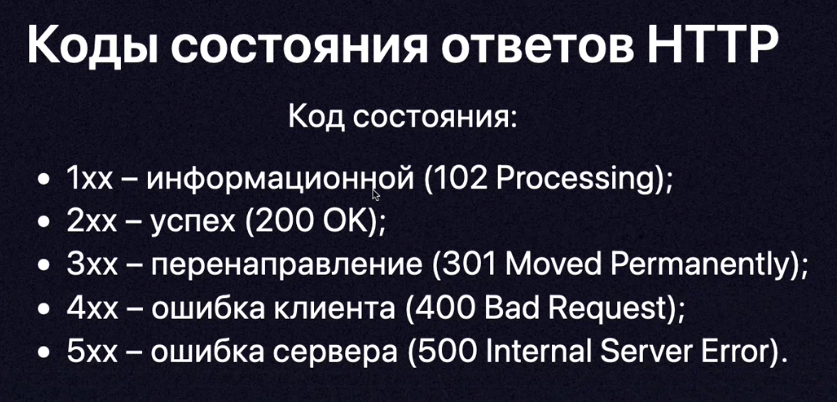 Коды состояния ответов HTTP
Код состояния:
• 1xx – информационной (102 Processing);
• 2xx – успех (200 OK);
• 3xx – перенаправление (301 Moved Permanently);
• 4xx – ошибка клиента (400 Bad Request);
• 5xx – ошибка сервера (500 Internal Server Error).